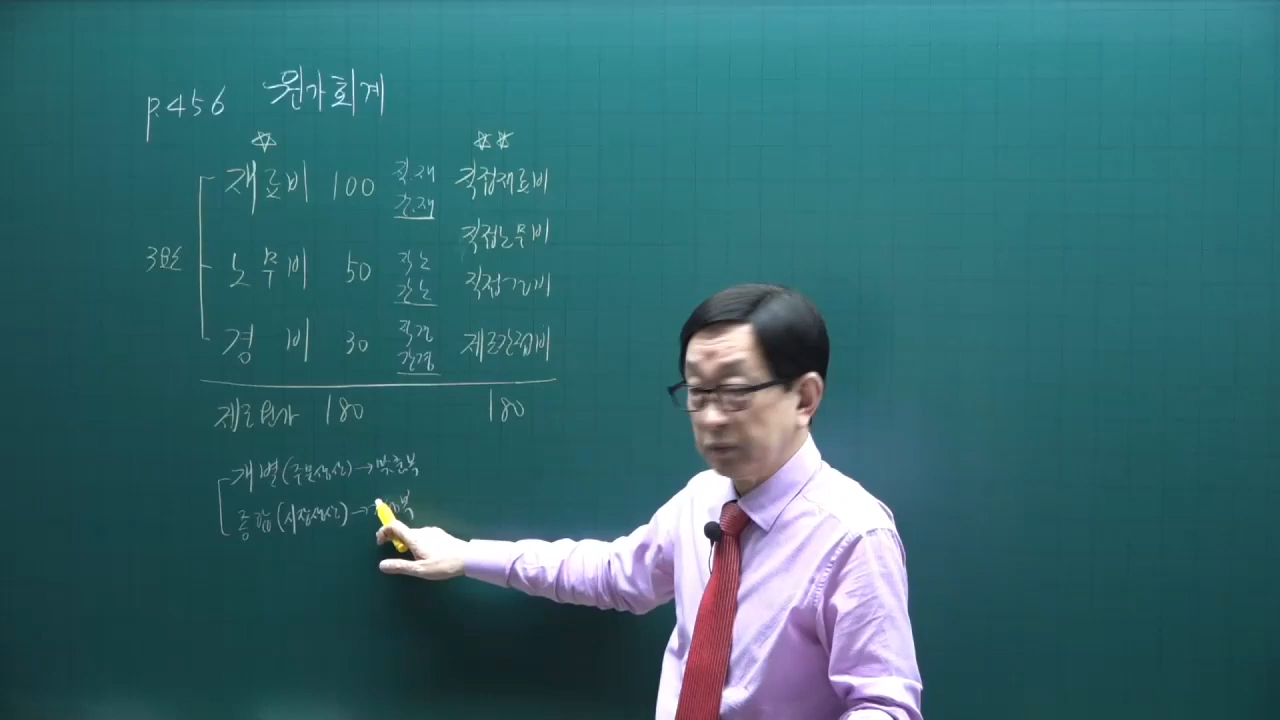 p.456 원가회계
재료비 100 직.재 직접재료비
간.재
직접노무비
3요소 노무비 50 직노 직접경비
간노
경비 30 직경 제조간접비
간경
제조원가 180 180
개별(주문생산)→맞춤복
종합(시장생산)→